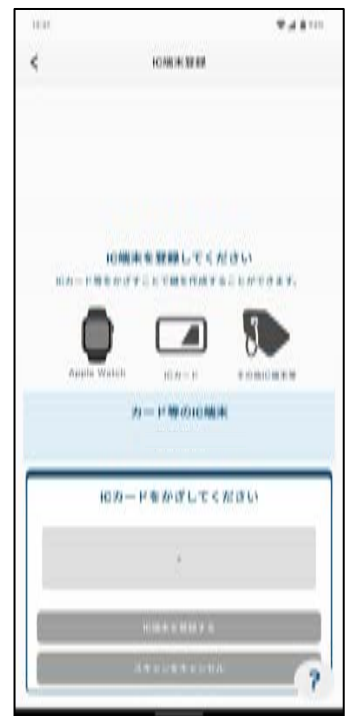 IC端末登録
IC端末を登録してください
ICカード等をかざすことで鍵を作成することができます。
Apple Watch
ICカード
その他IC端末等
カード等のIC端末
ICカードをかざしてください
IC端末を登録する
スキャンをキャンセル
?